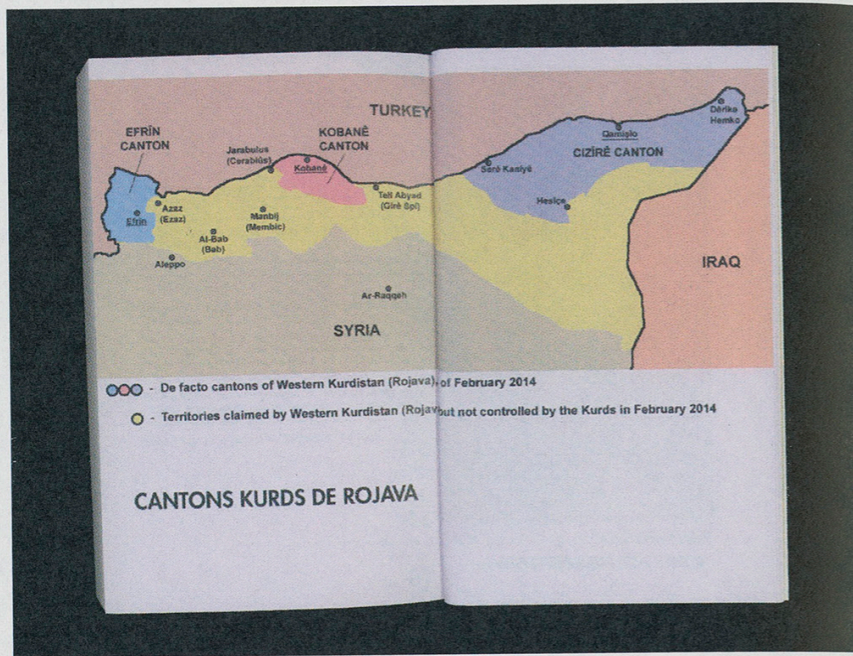 TURKEY
EFRÎN
CANTON
KOBANÊ
CANTON
Jarabulus
(Cerablûs)
Kobanê
Efrîn
Azaz
(Ezaz)
Al-Bab
(Bab)
Manbij
(Membic)
Tell Abyad
(Girê Spî)
Aleppo
Ar-Raqqah
SYRIA
Dêrîka
Hemko
Qamişlo
CIZÎRÊ CANTON
Serê Kaniyê
Hesîçe
IRAQ
- De facto cantons of Western Kurdistan (Rojava) of February 2014
- Territories claimed by Western Kurdistan (Rojav but not controlled by the Kurds in February 2014
CANTONS KURDS DE ROJAVA